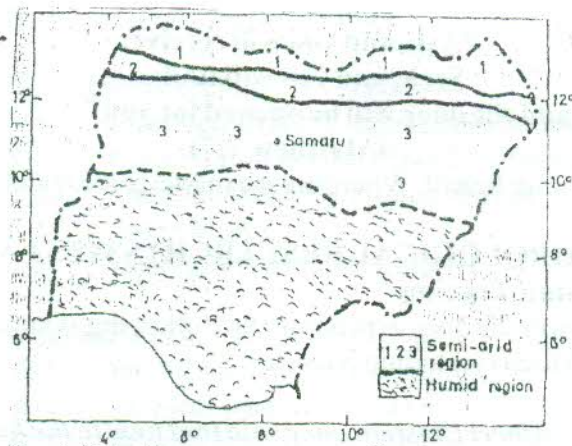 1 1 1
12° 2 2 2 12°
3 3 Samaru 3
10° 3 10°
8° 8°
6° 6°
1 2 3 Semi-arid region
Humid region
4° 6° 8° 10° 12°